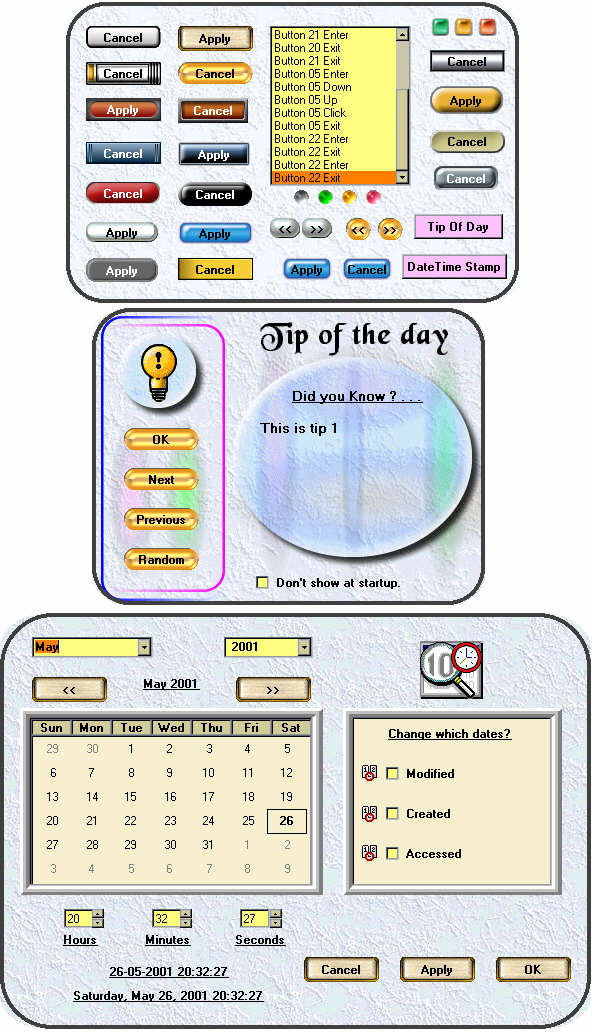 Cancel Apply
Cancel Cancel
Apply Cancel
Cancel Apply
Cancel Cancel
Apply Apply
Apply Cancel
Button 21 Enter
Button 20 Exit
Button 21 Exit
Button 05 Enter
Button 05 Down
Button 05 Up
Button 05 Click
Button 05 Exit
Button 22 Enter
Button 22 Exit
Button 22 Enter
Button 22 Exit
<< >> << >>
Apply Cancel
Cancel
Apply
Cancel
Cancel
Tip Of Day
DateTime Stamp
Tip of the day
!
OK
Next
Previous
Random
Did you Know ? . . .
This is tip 1
Don't show at startup.
May 2001
<< May 2001 >>
Sun Mon Tue Wed Thu Fri Sat
29 30 1 2 3 4 5
6 7 8 9 10 11 12
13 14 15 16 17 18 19
20 21 22 23 24 25 26
27 28 29 30 31 1 2
3 4 5 6 7 8 9
10
Change which dates?
Modified
Created
Accessed
20 32 27
Hours Minutes Seconds
26-05-2001 20:32:27
Saturday, May 26, 2001 20:32:27
Cancel Apply OK